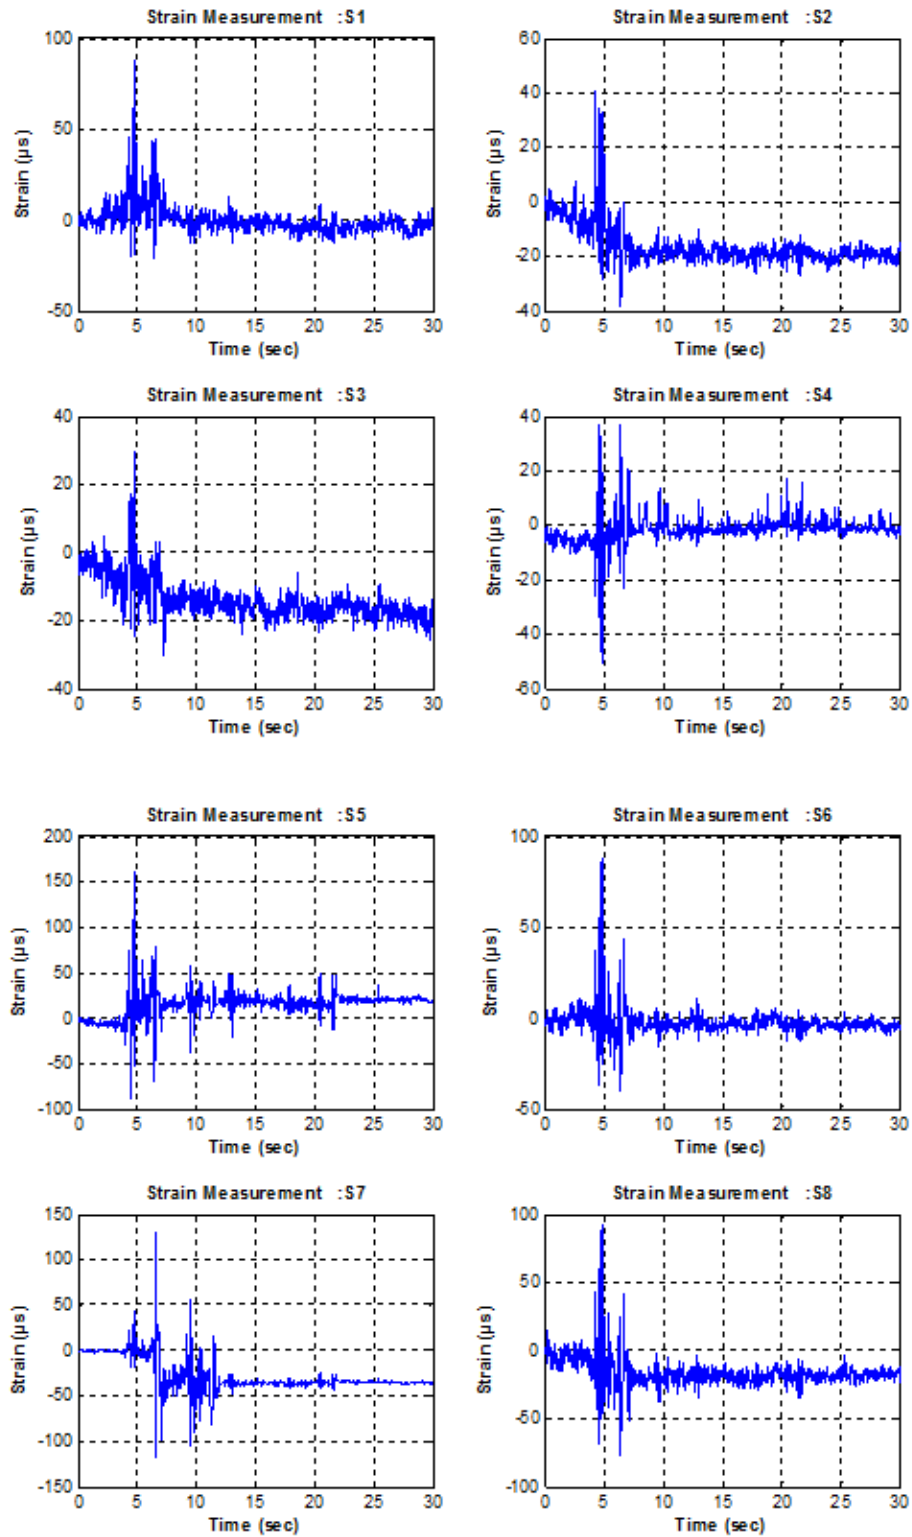 Strain Measurement :S1
100
50
0
-50
Strain (µs)
0 5 10 15 20 25 30
Time (sec)
Strain Measurement :S2
60
40
20
0
-20
-40
Strain (µs)
0 5 10 15 20 25 30
Time (sec)
Strain Measurement :S3
40
20
0
-20
-40
Strain (µs)
0 5 10 15 20 25 30
Time (sec)
Strain Measurement :S4
40
20
0
-20
-40
-60
Strain (µs)
0 5 10 15 20 25 30
Time (sec)
Strain Measurement :S5
200
150
100
50
0
-50
-100
Strain (µs)
0 5 10 15 20 25 30
Time (sec)
Strain Measurement :S6
100
50
0
-50
Strain (µs)
0 5 10 15 20 25 30
Time (sec)
Strain Measurement :S7
150
100
50
0
-50
-100
-150
Strain (µs)
0 5 10 15 20 25 30
Time (sec)
Strain Measurement :S8
100
50
0
-50
-100
Strain (µs)
0 5 10 15 20 25 30
Time (sec)